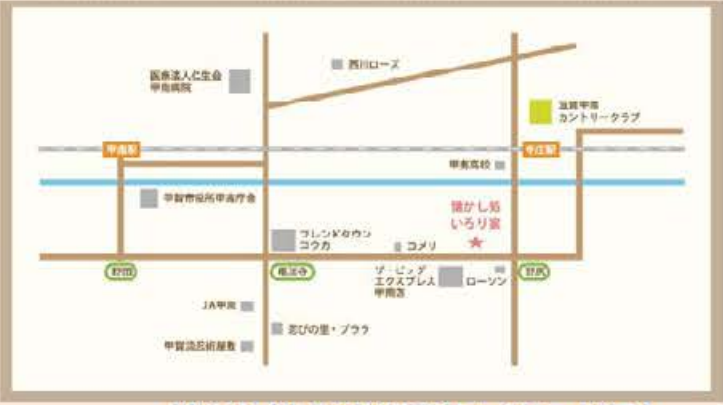 西川ローズ
医療法人仁生会
甲南病院
滋賀甲南
カントリークラブ
甲南駅
寺庄駅
甲南高校
甲賀市役所甲南庁舎
懐かし処
いろり家
フレンドタウン
コウカ
コメリ
野田
竜法寺
ザ・ビッグ
エクスプレス
甲南店
ローソン
JA甲南
忍びの里・プララ
甲賀流忍術屋敷